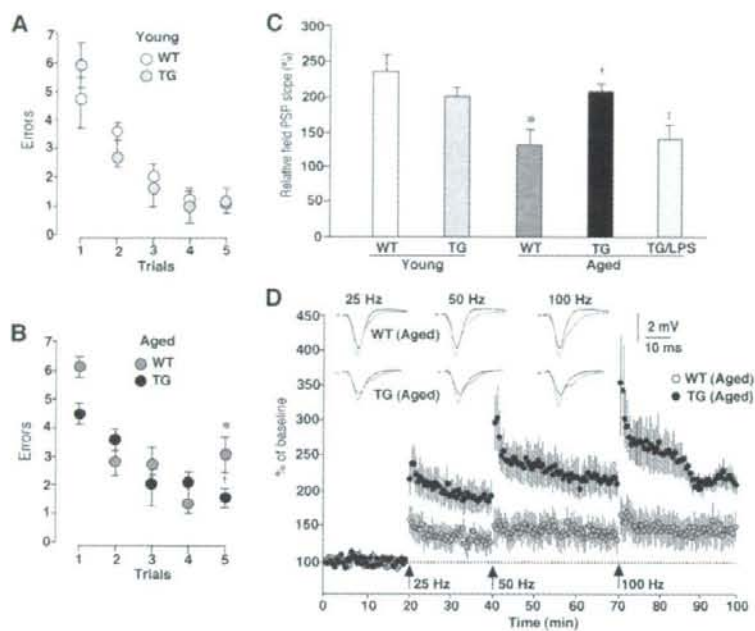 A
Young
WT
TG
Errors
7
6
5
4
3
2
1
0
1 2 3 4 5
Trials
B
Aged
WT
TG
Errors
7
6
5
4
3
2
1
0
1 2 3 4 5
Trials
C
Relative field PSP slope (%)
300
250
200
150
100
50
0
*
†
‡
WT TG WT TG TG/LPS
Young Aged
D
25 Hz 50 Hz 100 Hz
WT (Aged)
TG (Aged)
2 mV
10 ms
WT (Aged)
TG (Aged)
% of baseline
450
400
350
300
250
200
150
100
25 Hz 50 Hz 100 Hz
0 10 20 30 40 50 60 70 80 90 100
Time (min)